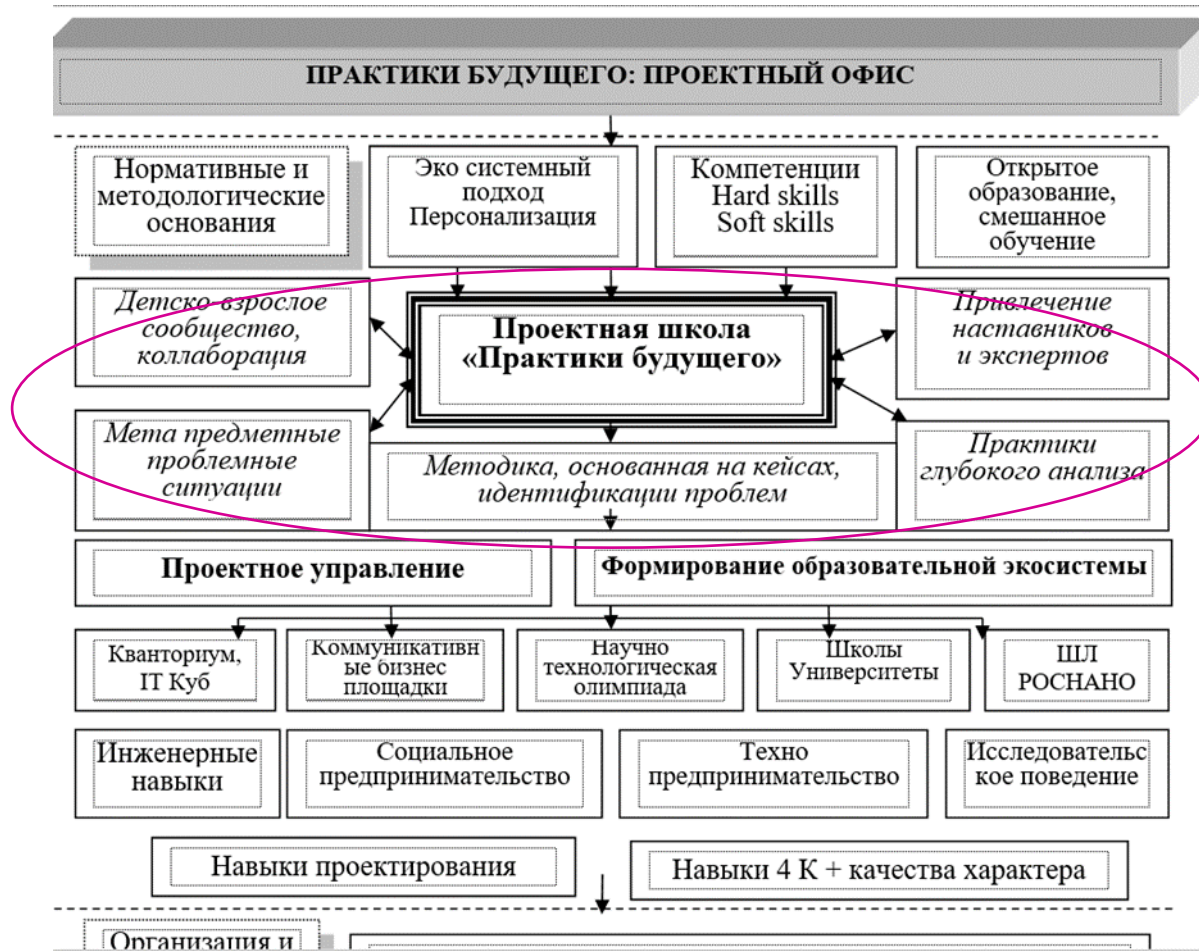 ПРАКТИКИ БУДУЩЕГО: ПРОЕКТНЫЙ ОФИС
Нормативные и
методологические
основания
Эко системный
подход
Персонализация
Компетенции
Hard skills
Soft skills
Открытое
образование,
смешанное
обучение
Детско-взрослое
сообщество,
коллаборация
Проектная школа
«Практики будущего»
Привлечение
наставников
и экспертов
Мета предметные
проблемные
ситуации
Методика, основанная на кейсах,
идентификации проблем
Практики
глубокого анализа
Проектное управление
Формирование образовательной экосистемы
Кванториум,
IT Куб
Коммуникативн
ые бизнес
площадки
Научно
технологическая
олимпиада
Школы
Университеты
ШЛ
РОСНАНО
Инженерные
навыки
Социальное
предпринимательство
Техно
предпринимательство
Исследовательс
кое поведение
Навыки проектирования
Навыки 4 К + качества характера
Организация и